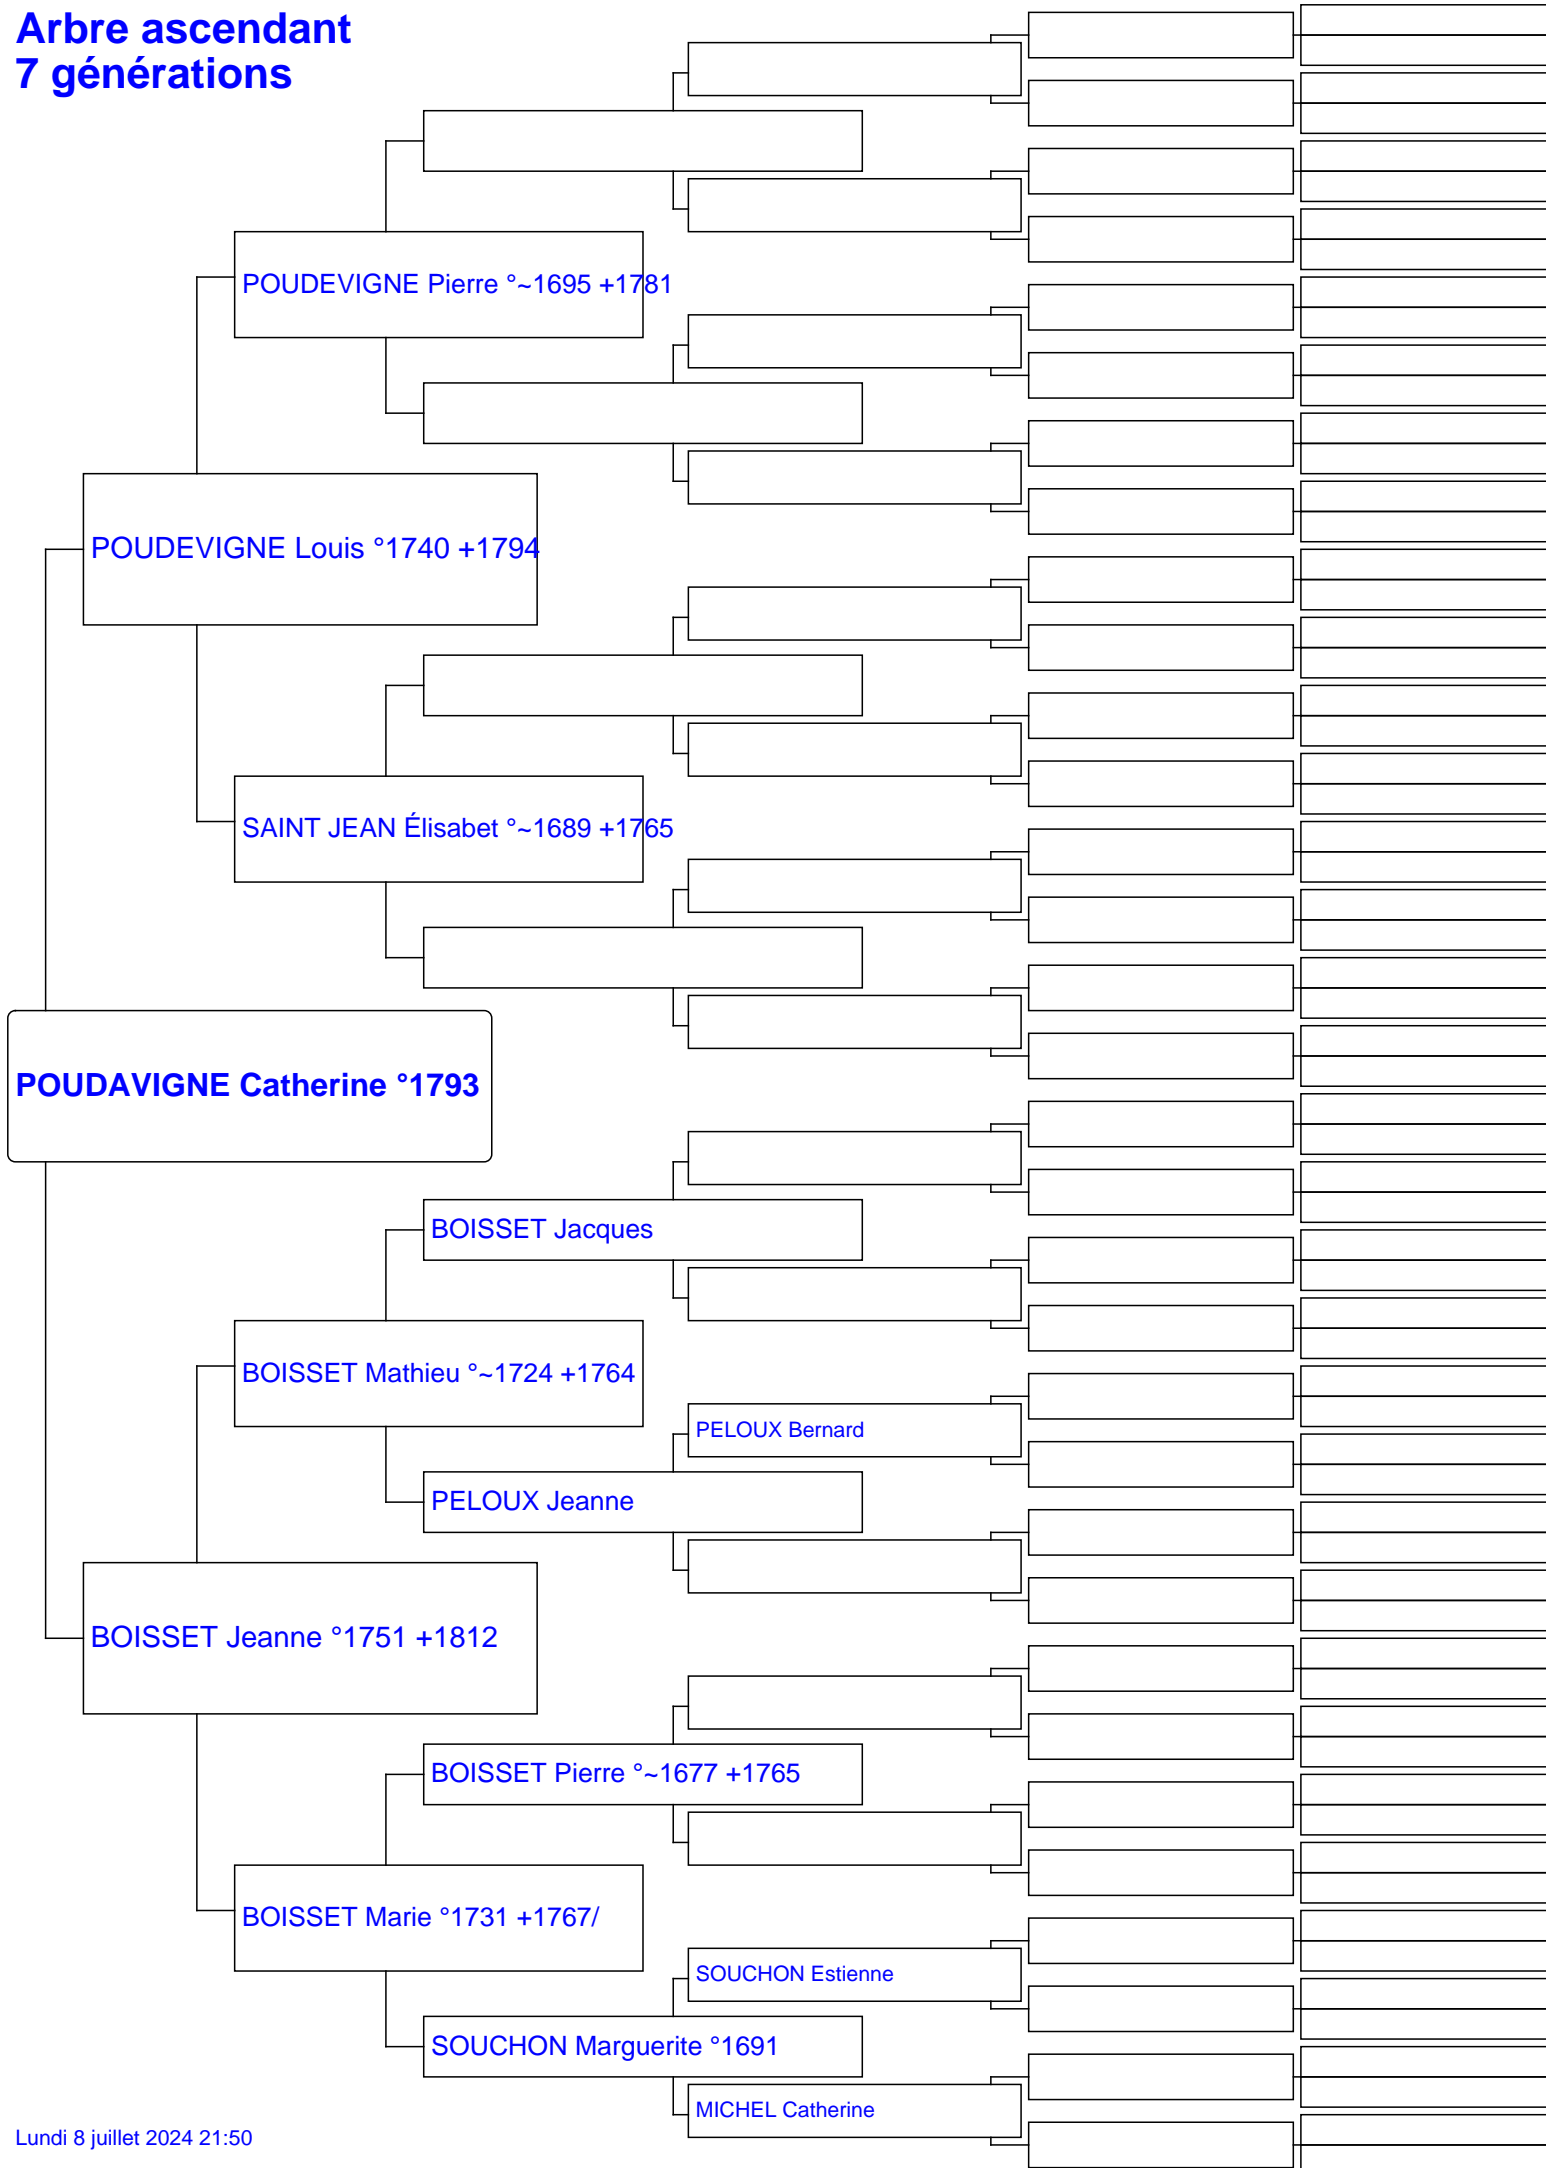 Arbre ascendant
7 générations
POUDEVIGNE Pierre °~1695 +1781
POUDEVIGNE Louis °1740 +1794
SAINT JEAN Élisabet °~1689 +1765
POUDAVIGNE Catherine °1793
BOISSET Jacques
BOISSET Mathieu °~1724 +1764
PELOUX Bernard
PELOUX Jeanne
BOISSET Jeanne °1751 +1812
BOISSET Pierre °~1677 +1765
BOISSET Marie °1731 +1767/
SOUCHON Estienne
SOUCHON Marguerite °1691
MICHEL Catherine
Lundi 8 juillet 2024 21:50